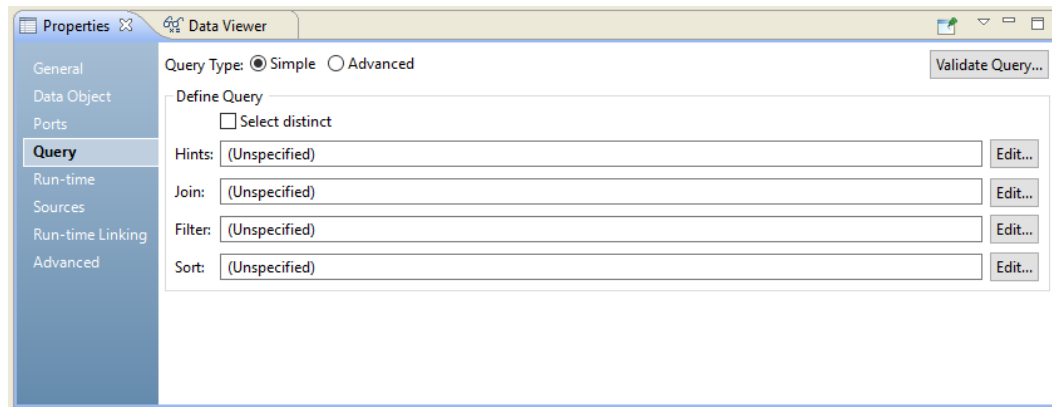 Properties
Data Viewer
General
Data Object
Ports
Query
Run-time
Sources
Run-time Linking
Advanced
Query Type: Simple Advanced
Validate Query...
Define Query
Select distinct
Hints: (Unspecified) Edit...
Join: (Unspecified) Edit...
Filter: (Unspecified) Edit...
Sort: (Unspecified) Edit...